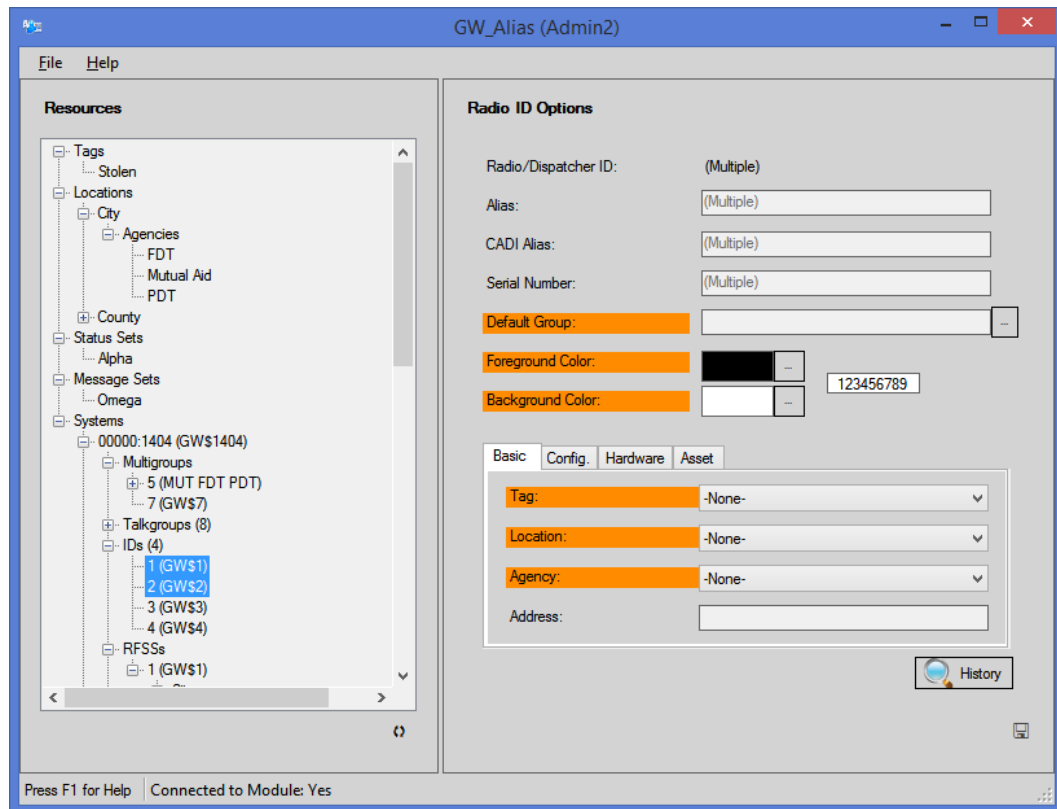 GW_Alias (Admin2)
File Help
Resources
Tags
Stolen
Locations
City
Agencies
FDT
Mutual Aid
PDT
County
Status Sets
Alpha
Message Sets
Omega
Systems
00000:1404 (GW$1404)
Multigroups
5 (MUT FDT PDT)
7 (GW$7)
Talkgroups (8)
IDs (4)
1 (GW$1)
2 (GW$2)
3 (GW$3)
4 (GW$4)
RFSSs
1 (GW$1)
Radio ID Options
Radio/Dispatcher ID: (Multiple)
Alias: (Multiple)
CADI Alias: (Multiple)
Serial Number: (Multiple)
Default Group: ...
Foreground Color: ...
123456789
Background Color: ...
Basic Config. Hardware Asset
Tag: -None-
Location: -None-
Agency: -None-
Address:
History
Press F1 for Help Connected to Module: Yes